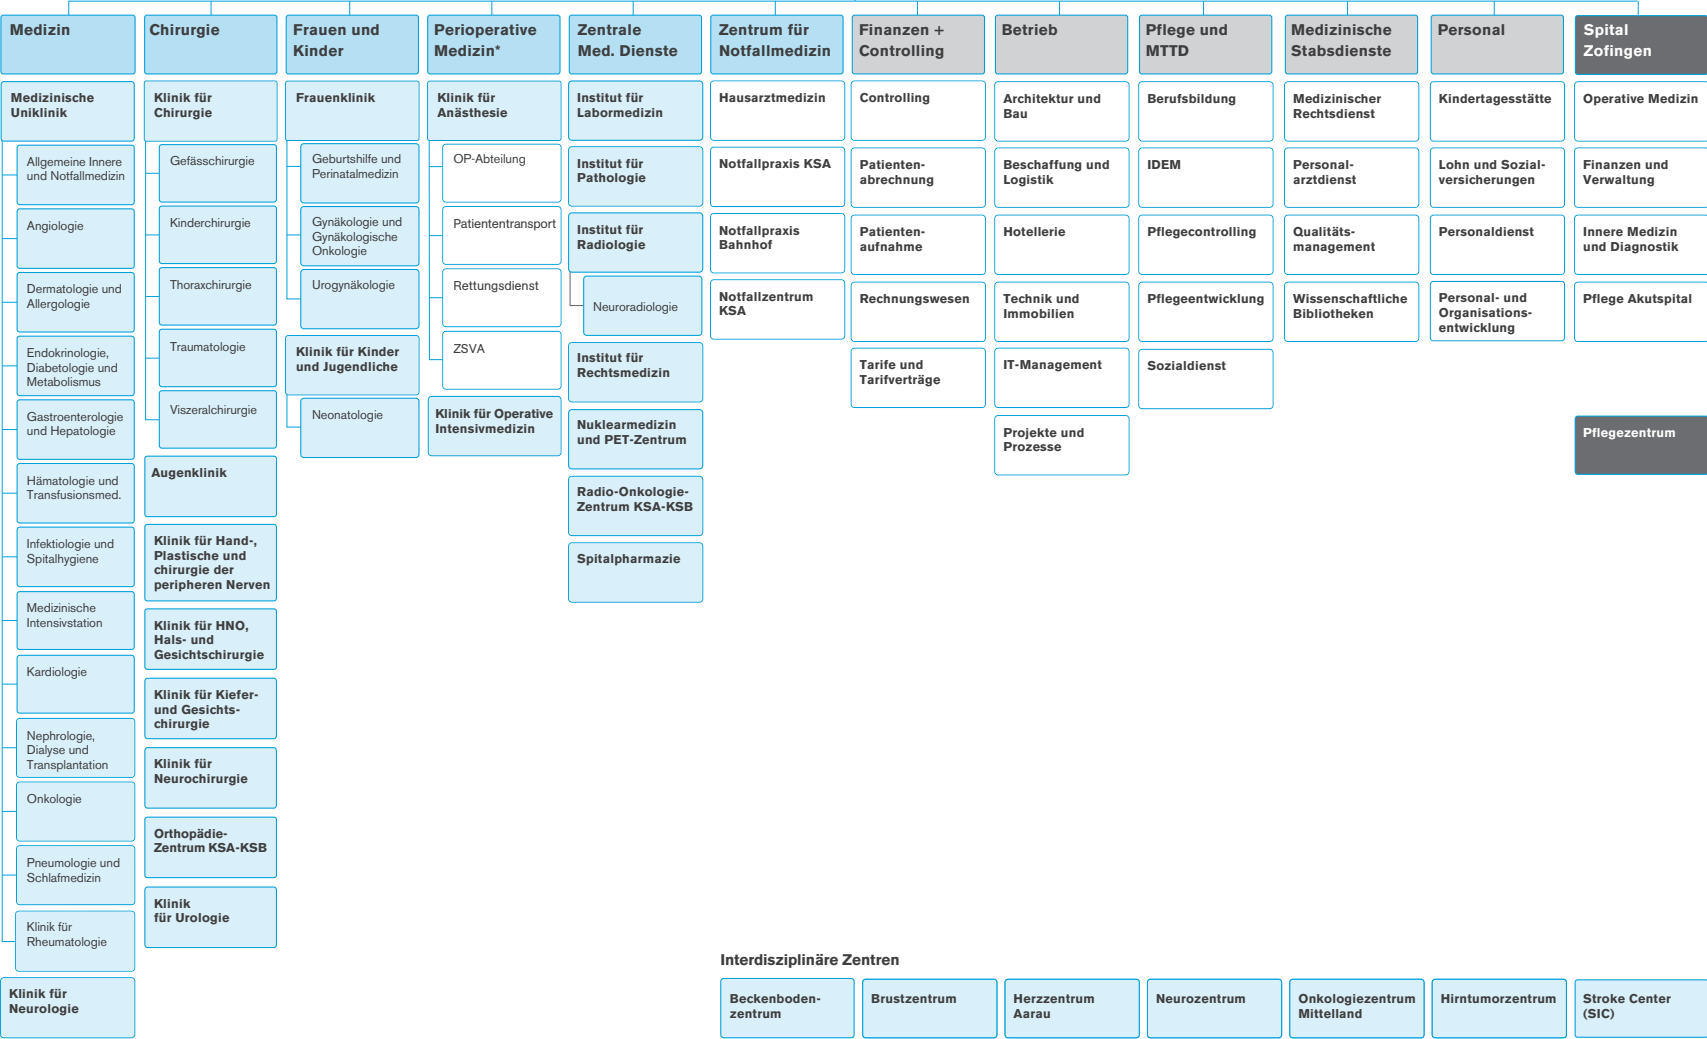 Medizin
Medizinische
Uniklinik
Allgemeine Innere
und Notfallmedizin
Angiologie
Dermatologie und
Allergologie
Endokrinologie,
Diabetologie und
Metabolismus
Gastroenterologie
und Hepatologie
Hämatologie und
Transfusionsmed.
Infektiologie und
Spitalhygiene
Medizinische
Intensivstation
Kardiologie
Nephrologie,
Dialyse und
Transplantation
Onkologie
Pneumologie und
Schlafmedizin
Klinik für
Rheumatologie
Klinik für
Neurologie
Chirurgie
Klinik für
Chirurgie
Gefässchirurgie
Kinderchirurgie
Thoraxchirurgie
Traumatologie
Viszeralchirurgie
Augenklinik
Klinik für Hand-,
Plastische und
chirurgie der
peripheren Nerven
Klinik für HNO,
Hals- und
Gesichtschirurgie
Klinik für Kiefer-
und Gesichts-
chirurgie
Klinik für
Neurochirurgie
Orthopädie-
Zentrum KSA-KSB
Klinik
für Urologie
Frauen und
Kinder
Frauenklinik
Geburtshilfe und
Perinatalmedizin
Gynäkologie und
Gynäkologische
Onkologie
Urogynäkologie
Klinik für Kinder
und Jugendliche
Neonatologie
Perioperative
Medizin*
Klinik für
Anästhesie
OP-Abteilung
Patiententransport
Rettungsdienst
ZSVA
Klinik für Operative
Intensivmedizin
Zentrale
Med. Dienste
Institut für
Labormedizin
Institut für
Pathologie
Institut für
Radiologie
Neuroradiologie
Institut für
Rechtsmedizin
Nuklearmedizin
und PET-Zentrum
Radio-Onkologie-
Zentrum KSA-KSB
Spitalpharmazie
Zentrum für
Notfallmedizin
Hausarztmedizin
Notfallpraxis KSA
Notfallpraxis
Bahnhof
Notfallzentrum
KSA
Finanzen +
Controlling
Controlling
Patienten-
abrechnung
Patienten-
aufnahme
Rechnungswesen
Tarife und
Tarifverträge
Betrieb
Architektur und
Bau
Beschaffung und
Logistik
Hotellerie
Technik und
Immobilien
IT-Management
Projekte und
Prozesse
Pflege und
MTTD
Berufsbildung
IDEM
Pflegecontrolling
Pflegeentwicklung
Sozialdienst
Medizinische
Stabsdienste
Medizinischer
Rechtsdienst
Personal-
arztdienst
Qualitäts-
management
Wissenschaftliche
Bibliotheken
Personal
Kindertagesstätte
Lohn und Sozial-
versicherungen
Personaldienst
Personal- und
Organisations-
entwicklung
Spital
Zofingen
Operative Medizin
Finanzen und
Verwaltung
Innere Medizin
und Diagnostik
Pflege Akutspital
Pflegezentrum
Interdisziplinäre Zentren
Beckenboden-
zentrum
Brustzentrum
Herzzentrum
Aarau
Neurozentrum
Onkologiezentrum
Mittelland
Hirntumorzentrum
Stroke Center
(SIC)